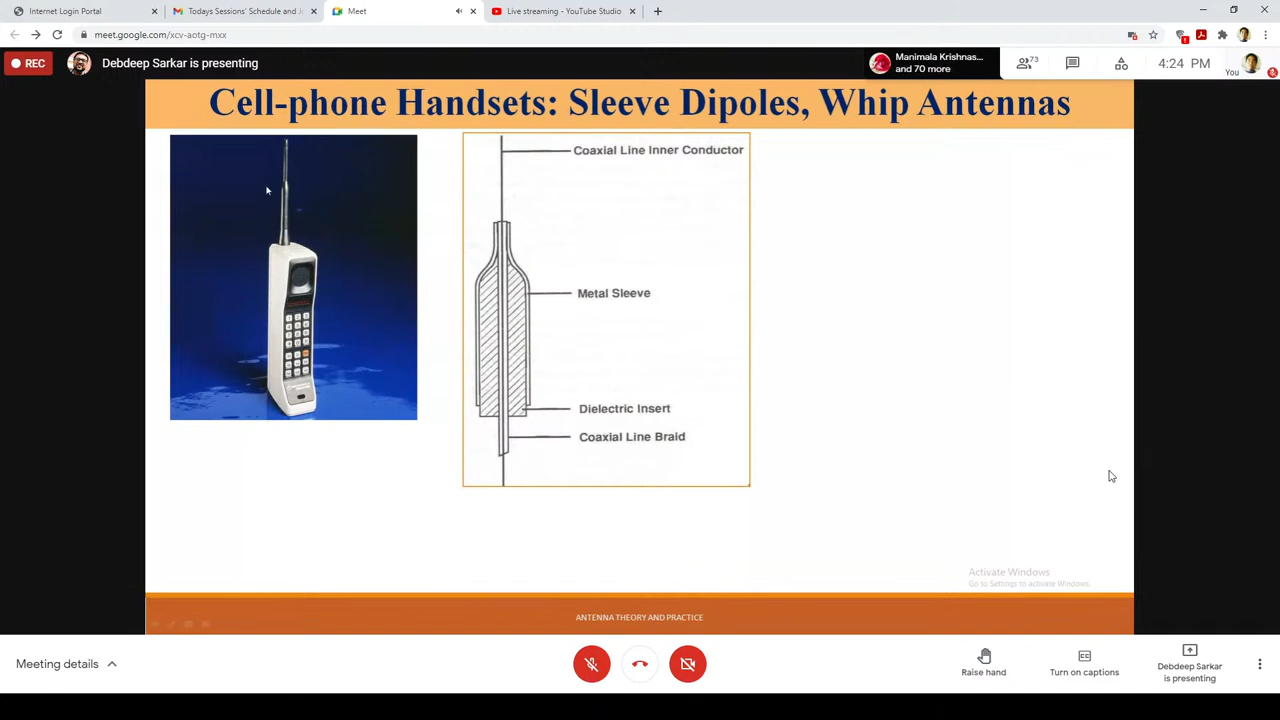 Internet Login Portal
Todays Sessions' Schedule and Jo
Meet
Live streaming - YouTube Studio
meet.google.com/xcv-aotg-mxx
REC
Debdeep Sarkar is presenting
Manimala Krishnas...
and 70 more
73
4:24 PM
You
Cell-phone Handsets: Sleeve Dipoles, Whip Antennas
Coaxial Line Inner Conductor
Metal Sleeve
Dielectric Insert
Coaxial Line Braid
Activate Windows
Go to Settings to activate Windows.
ANTENNA THEORY AND PRACTICE
Meeting details
Raise hand
Turn on captions
Debdeep Sarkar
is presenting